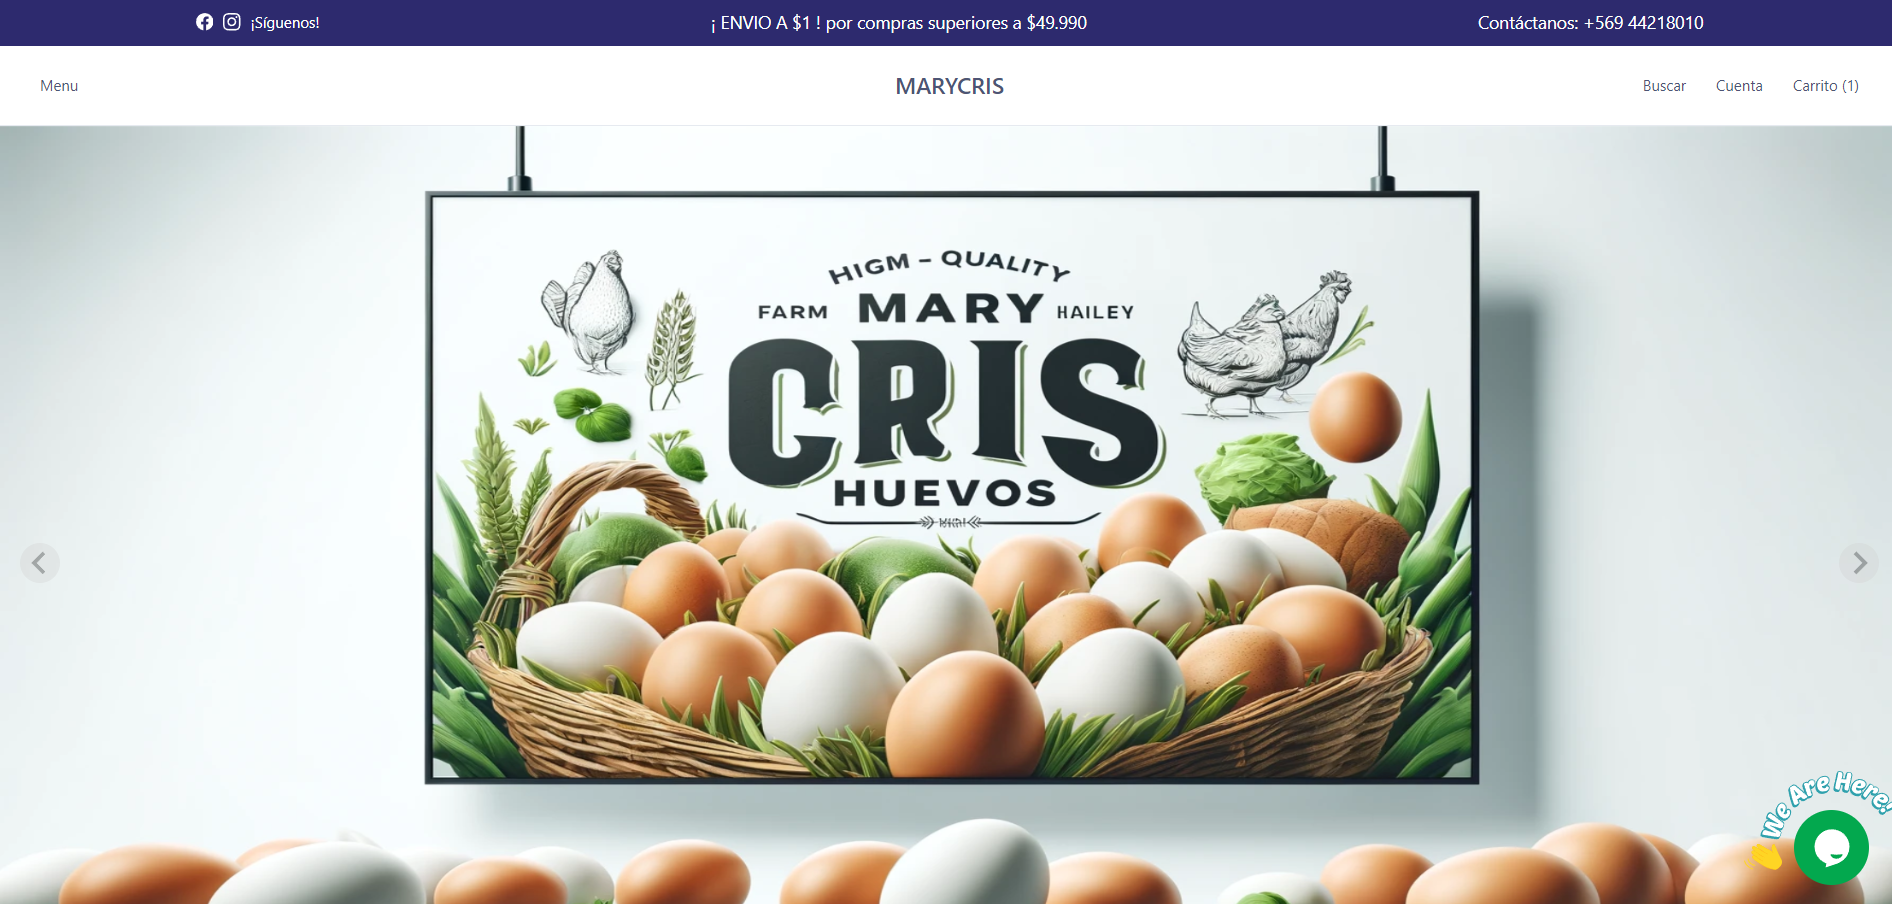 ¡Síguenos!
¡ ENVIO A $1 ! por compras superiores a $49.990
Contáctanos: +569 44218010
Menu
MARYCRIS
Buscar
Cuenta
Carrito (1)
HIGM - QUALITY
FARM MARY HAILEY
CRIS
HUEVOS
We Are Here!